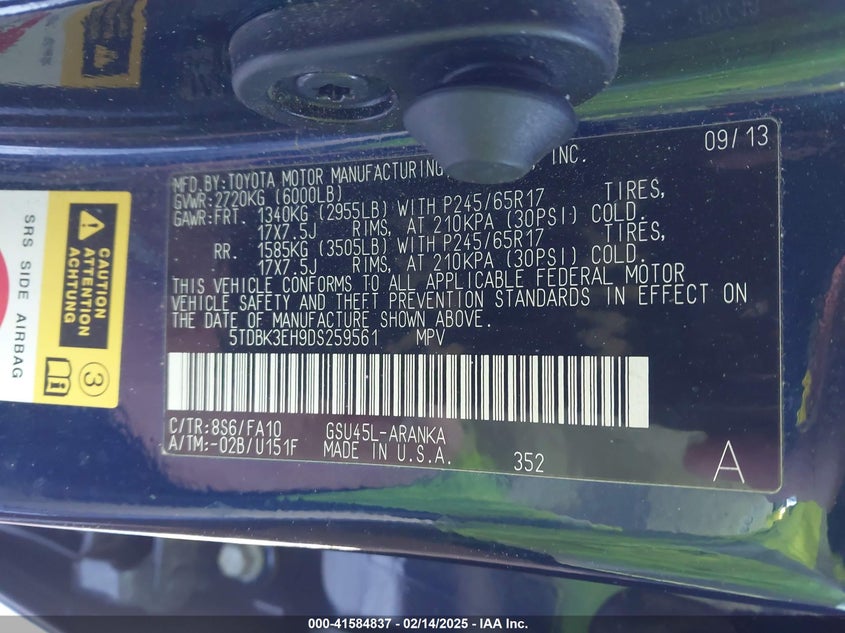 09/13
MFD.BY:TOYOTA MOTOR MANUFACTURING INC.
GVWR:2720KG (6000LB)
GAWR:FRT. 1340KG (2955LB) WITH P245/65R17 TIRES,
17X7.5J RIMS, AT 210KPA (30PSI) COLD.
RR. 1585KG (3505LB) WITH P245/65R17 TIRES,
17X7.5J RIMS, AT 210KPA (30PSI) COLD.
THIS VEHICLE CONFORMS TO ALL APPLICABLE FEDERAL MOTOR
VEHICLE SAFETY AND THEFT PREVENTION STANDARDS IN EFFECT ON
THE DATE OF MANUFACTURE SHOWN ABOVE.
5TDBK3EH9DS259561 MPV
C/TR:8S6/FA10 GSU45L-ARANKA
A/TM:-02B/U151F MADE IN U.S.A. 352
A
SRS SIDE AIRBAG
CAUTION
ATTENTION
ACHTUNG
3
000-41584837 - 02/14/2025 - IAA Inc.